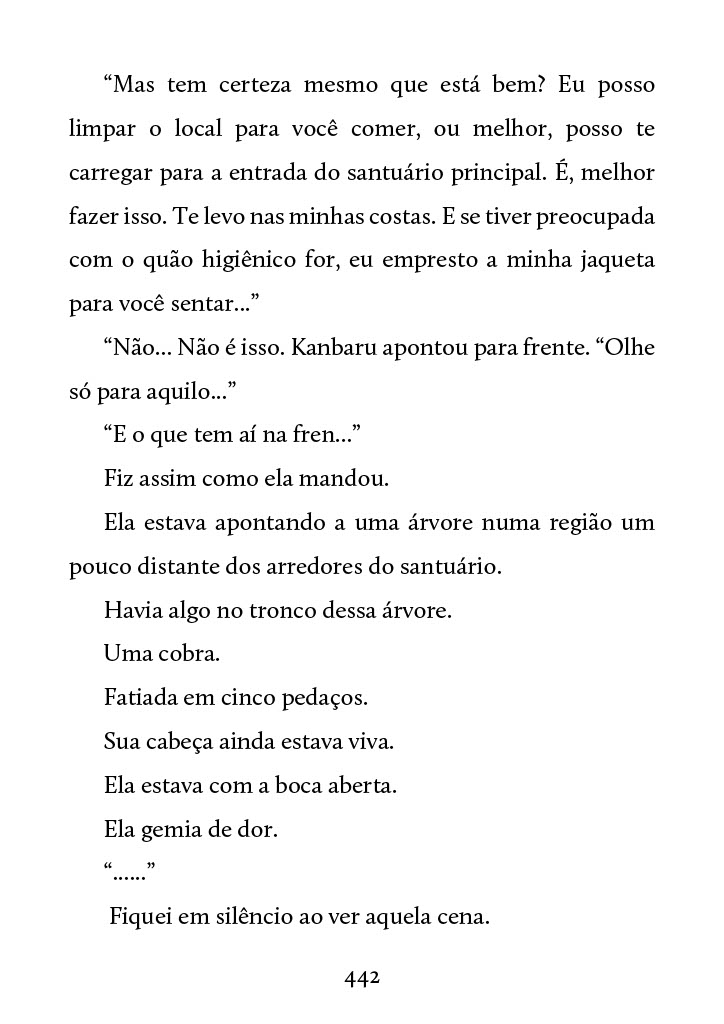 “Mas tem certeza mesmo que está bem? Eu posso
limpar o local para você comer, ou melhor, posso te
carregar para a entrada do santuário principal. É, melhor
fazer isso. Te levo nas minhas costas. E se tiver preocupada
com o quão higiênico for, eu empresto a minha jaqueta
para você sentar...”
“Não... Não é isso. Kanbaru apontou para frente. “Olhe
só para aquilo...”
“E o que tem aí na fren...”
Fiz assim como ela mandou.
Ela estava apontando a uma árvore numa região um
pouco distante dos arredores do santuário.
Havia algo no tronco dessa árvore.
Uma cobra.
Fatiada em cinco pedaços.
Sua cabeça ainda estava viva.
Ela estava com a boca aberta.
Ela gemia de dor.
“......”
Fiquei em silêncio ao ver aquela cena.
442